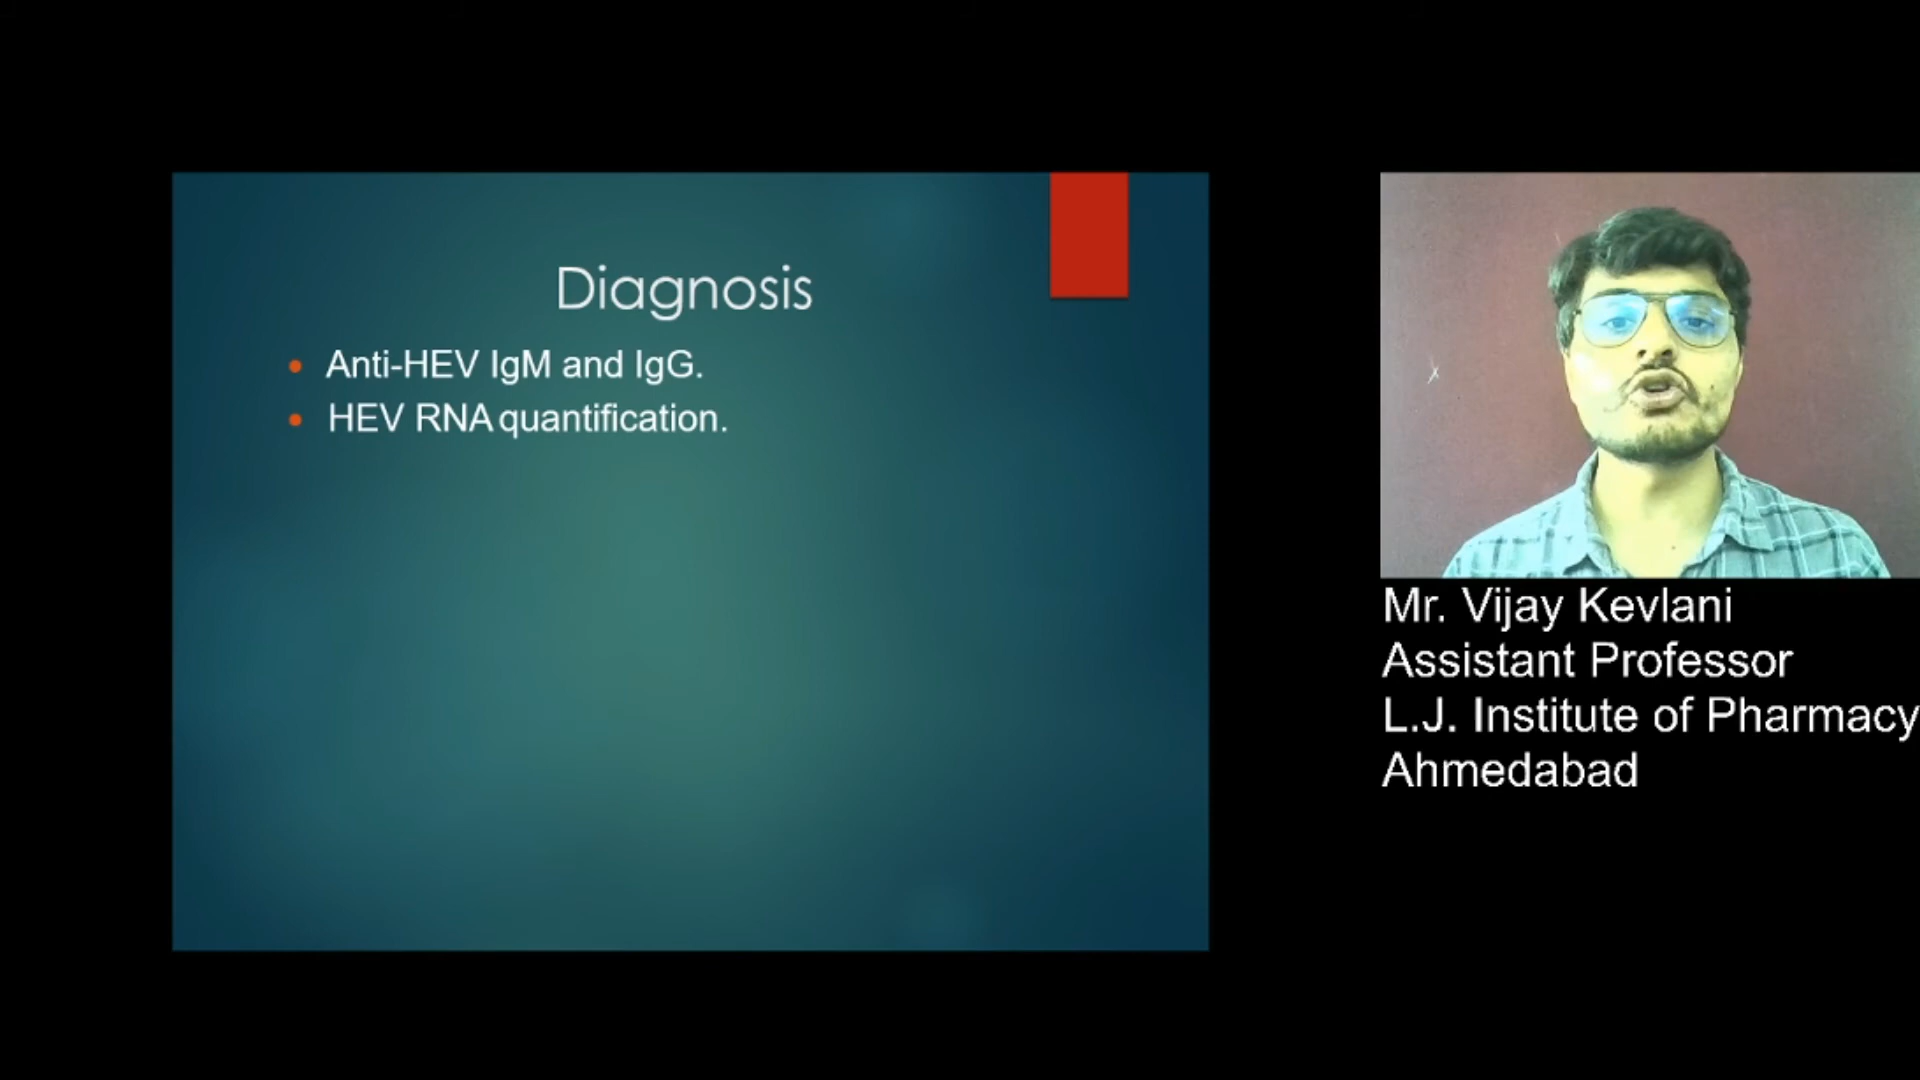 Diagnosis
Anti-HEV IgM and IgG.
HEV RNA quantification.
Mr. Vijay Kevlani
Assistant Professor
L.J. Institute of Pharmacy
Ahmedabad